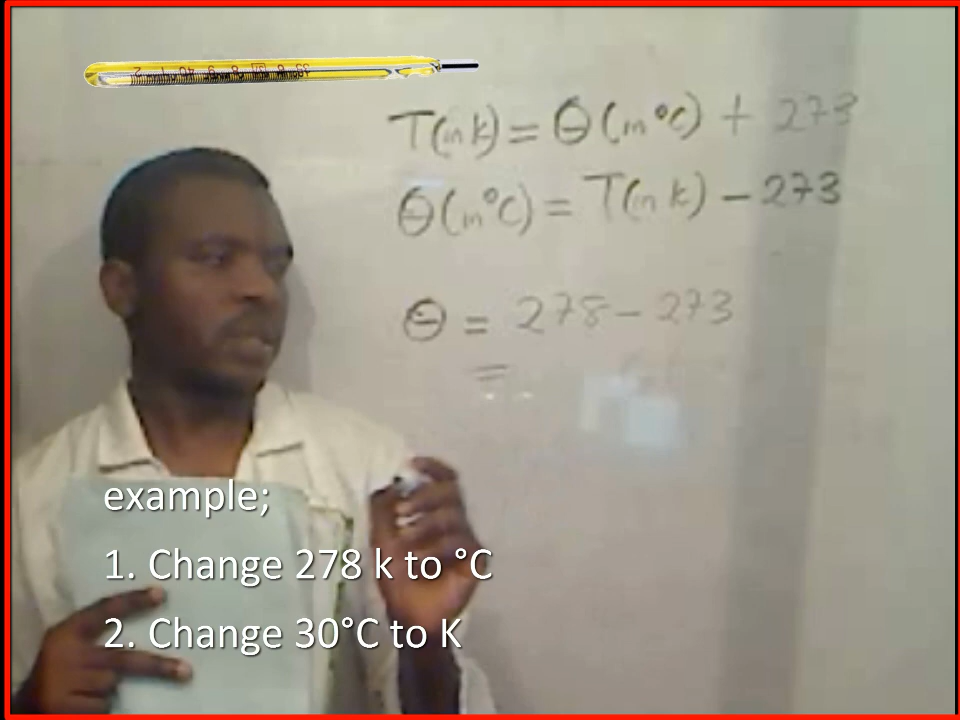 T(in k) = Θ(in °C) + 273
Θ(in °C) = T(in k) - 273
Θ = 278 - 273
=
example;
1. Change 278 k to °C
2. Change 30°C to K